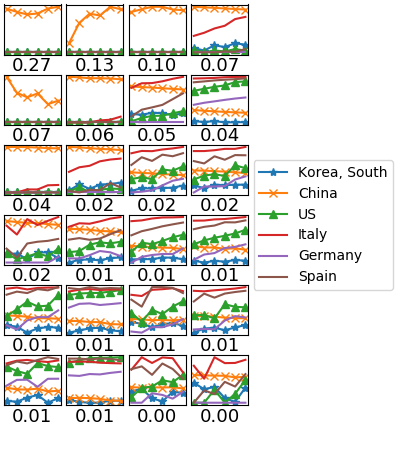 0.27 0.13 0.10 0.07
0.07 0.06 0.05 0.04
0.04 0.02 0.02 0.02
0.02 0.01 0.01 0.01
0.01 0.01 0.01 0.01
0.01 0.01 0.00 0.00
Korea, South
China
US
Italy
Germany
Spain